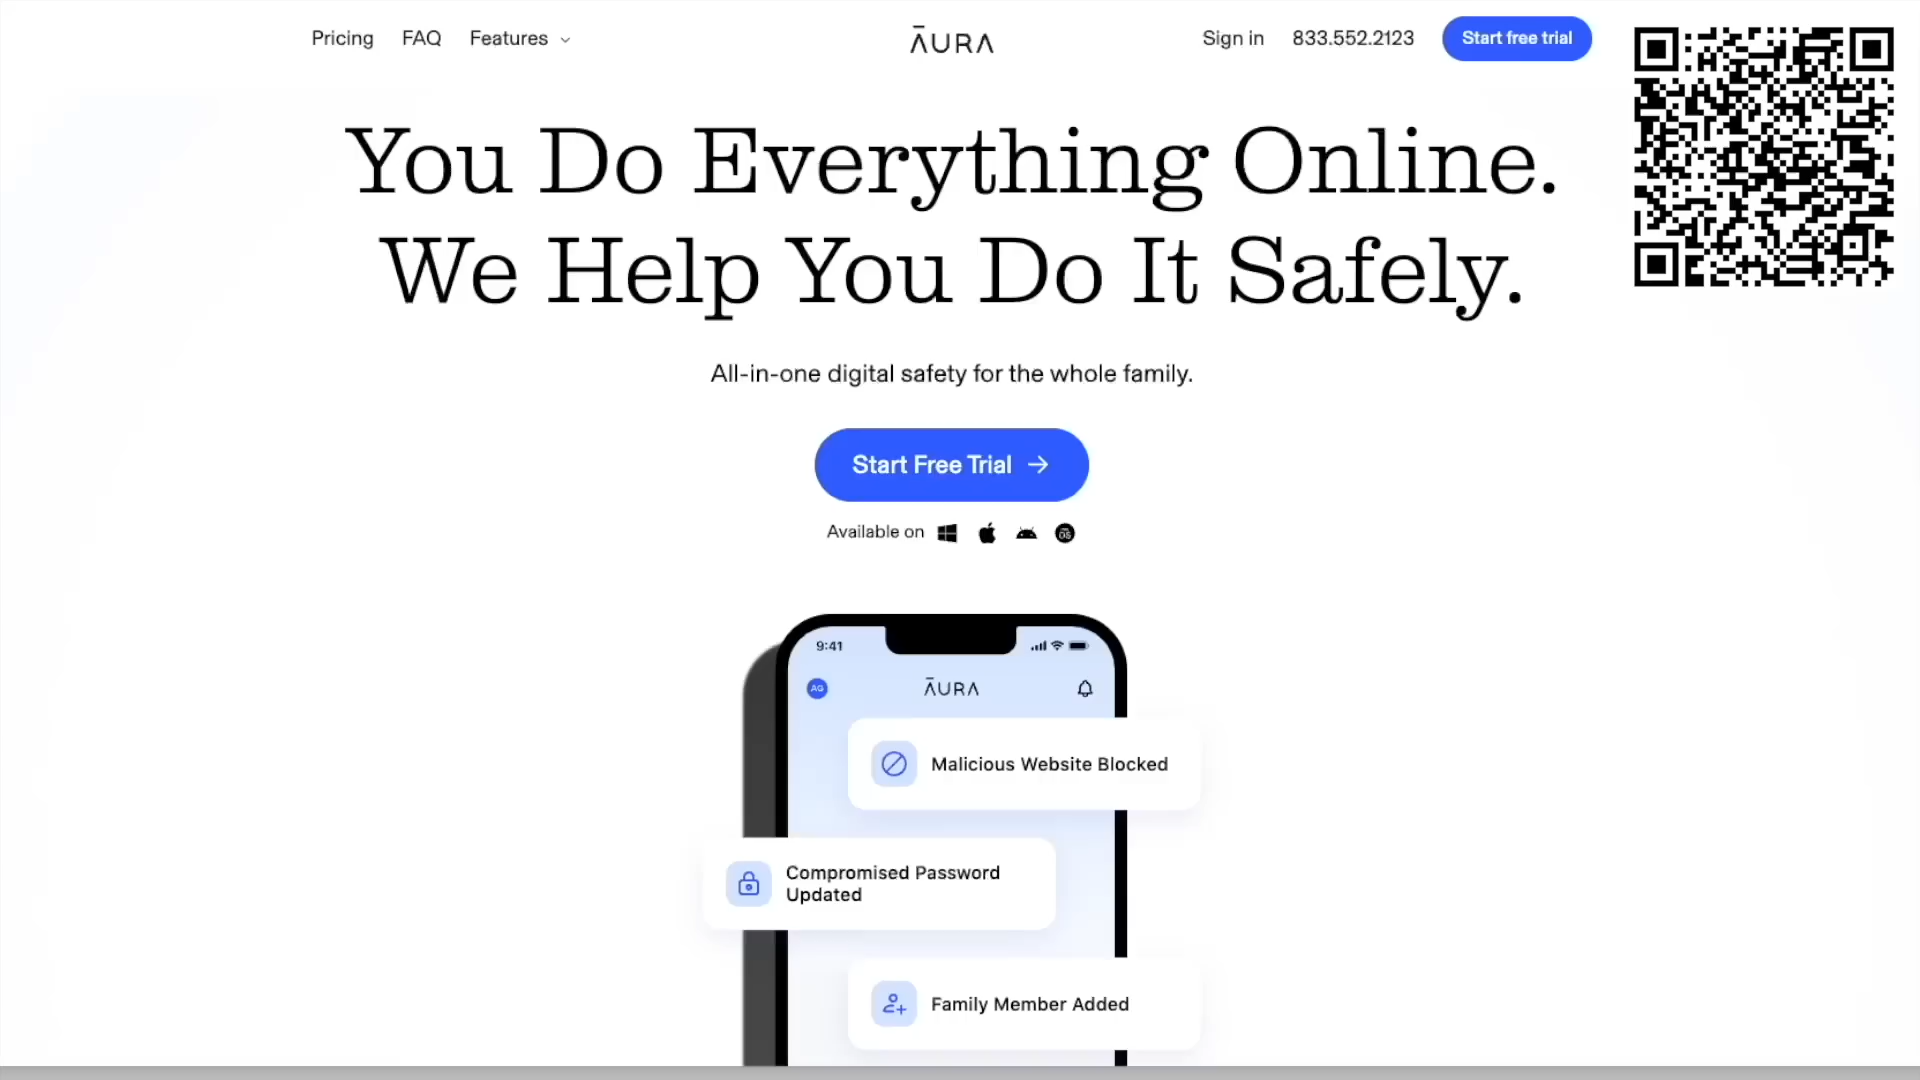 Pricing FAQ Features
ĀURA
Sign in 833.552.2123 Start free trial
You Do Everything Online.
We Help You Do It Safely.
All-in-one digital safety for the whole family.
Start Free Trial →
Available on
9:41
AG ĀURA
Malicious Website Blocked
Compromised Password
Updated
Family Member Added